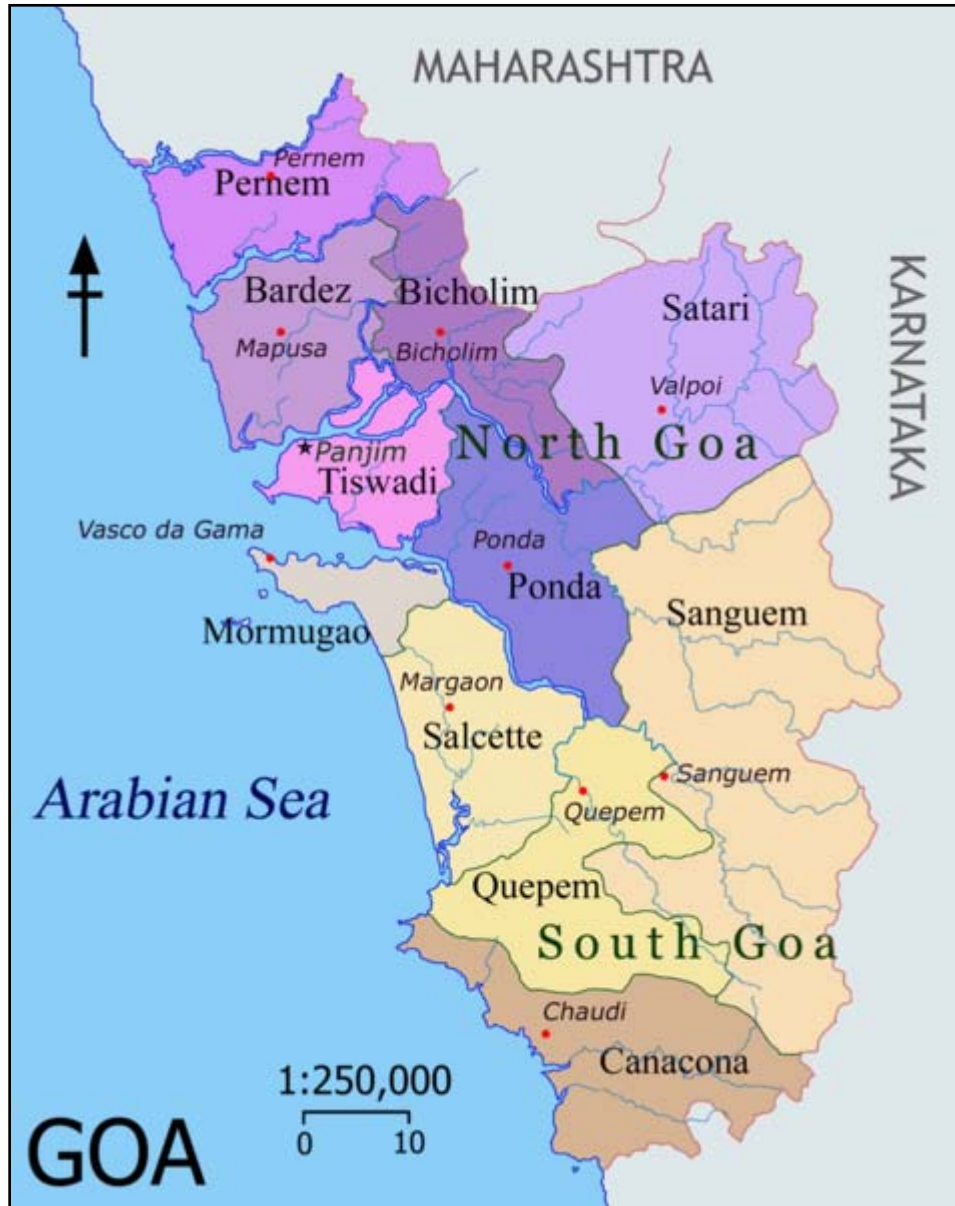 MAHARASHTRA
Pernem
Pernem
KARNATAKA
Bardez
Bicholim
Satari
Mapusa
Bicholim
Valpoi
North Goa
Panjim
Tiswadi
Vasco da Gama
Ponda
Ponda
Sanguem
Mormugao
Margaon
Salcette
Sanguem
Arabian Sea
Quepem
Quepem
South Goa
Chaudi
Canacona
1:250,000
0 10
GOA